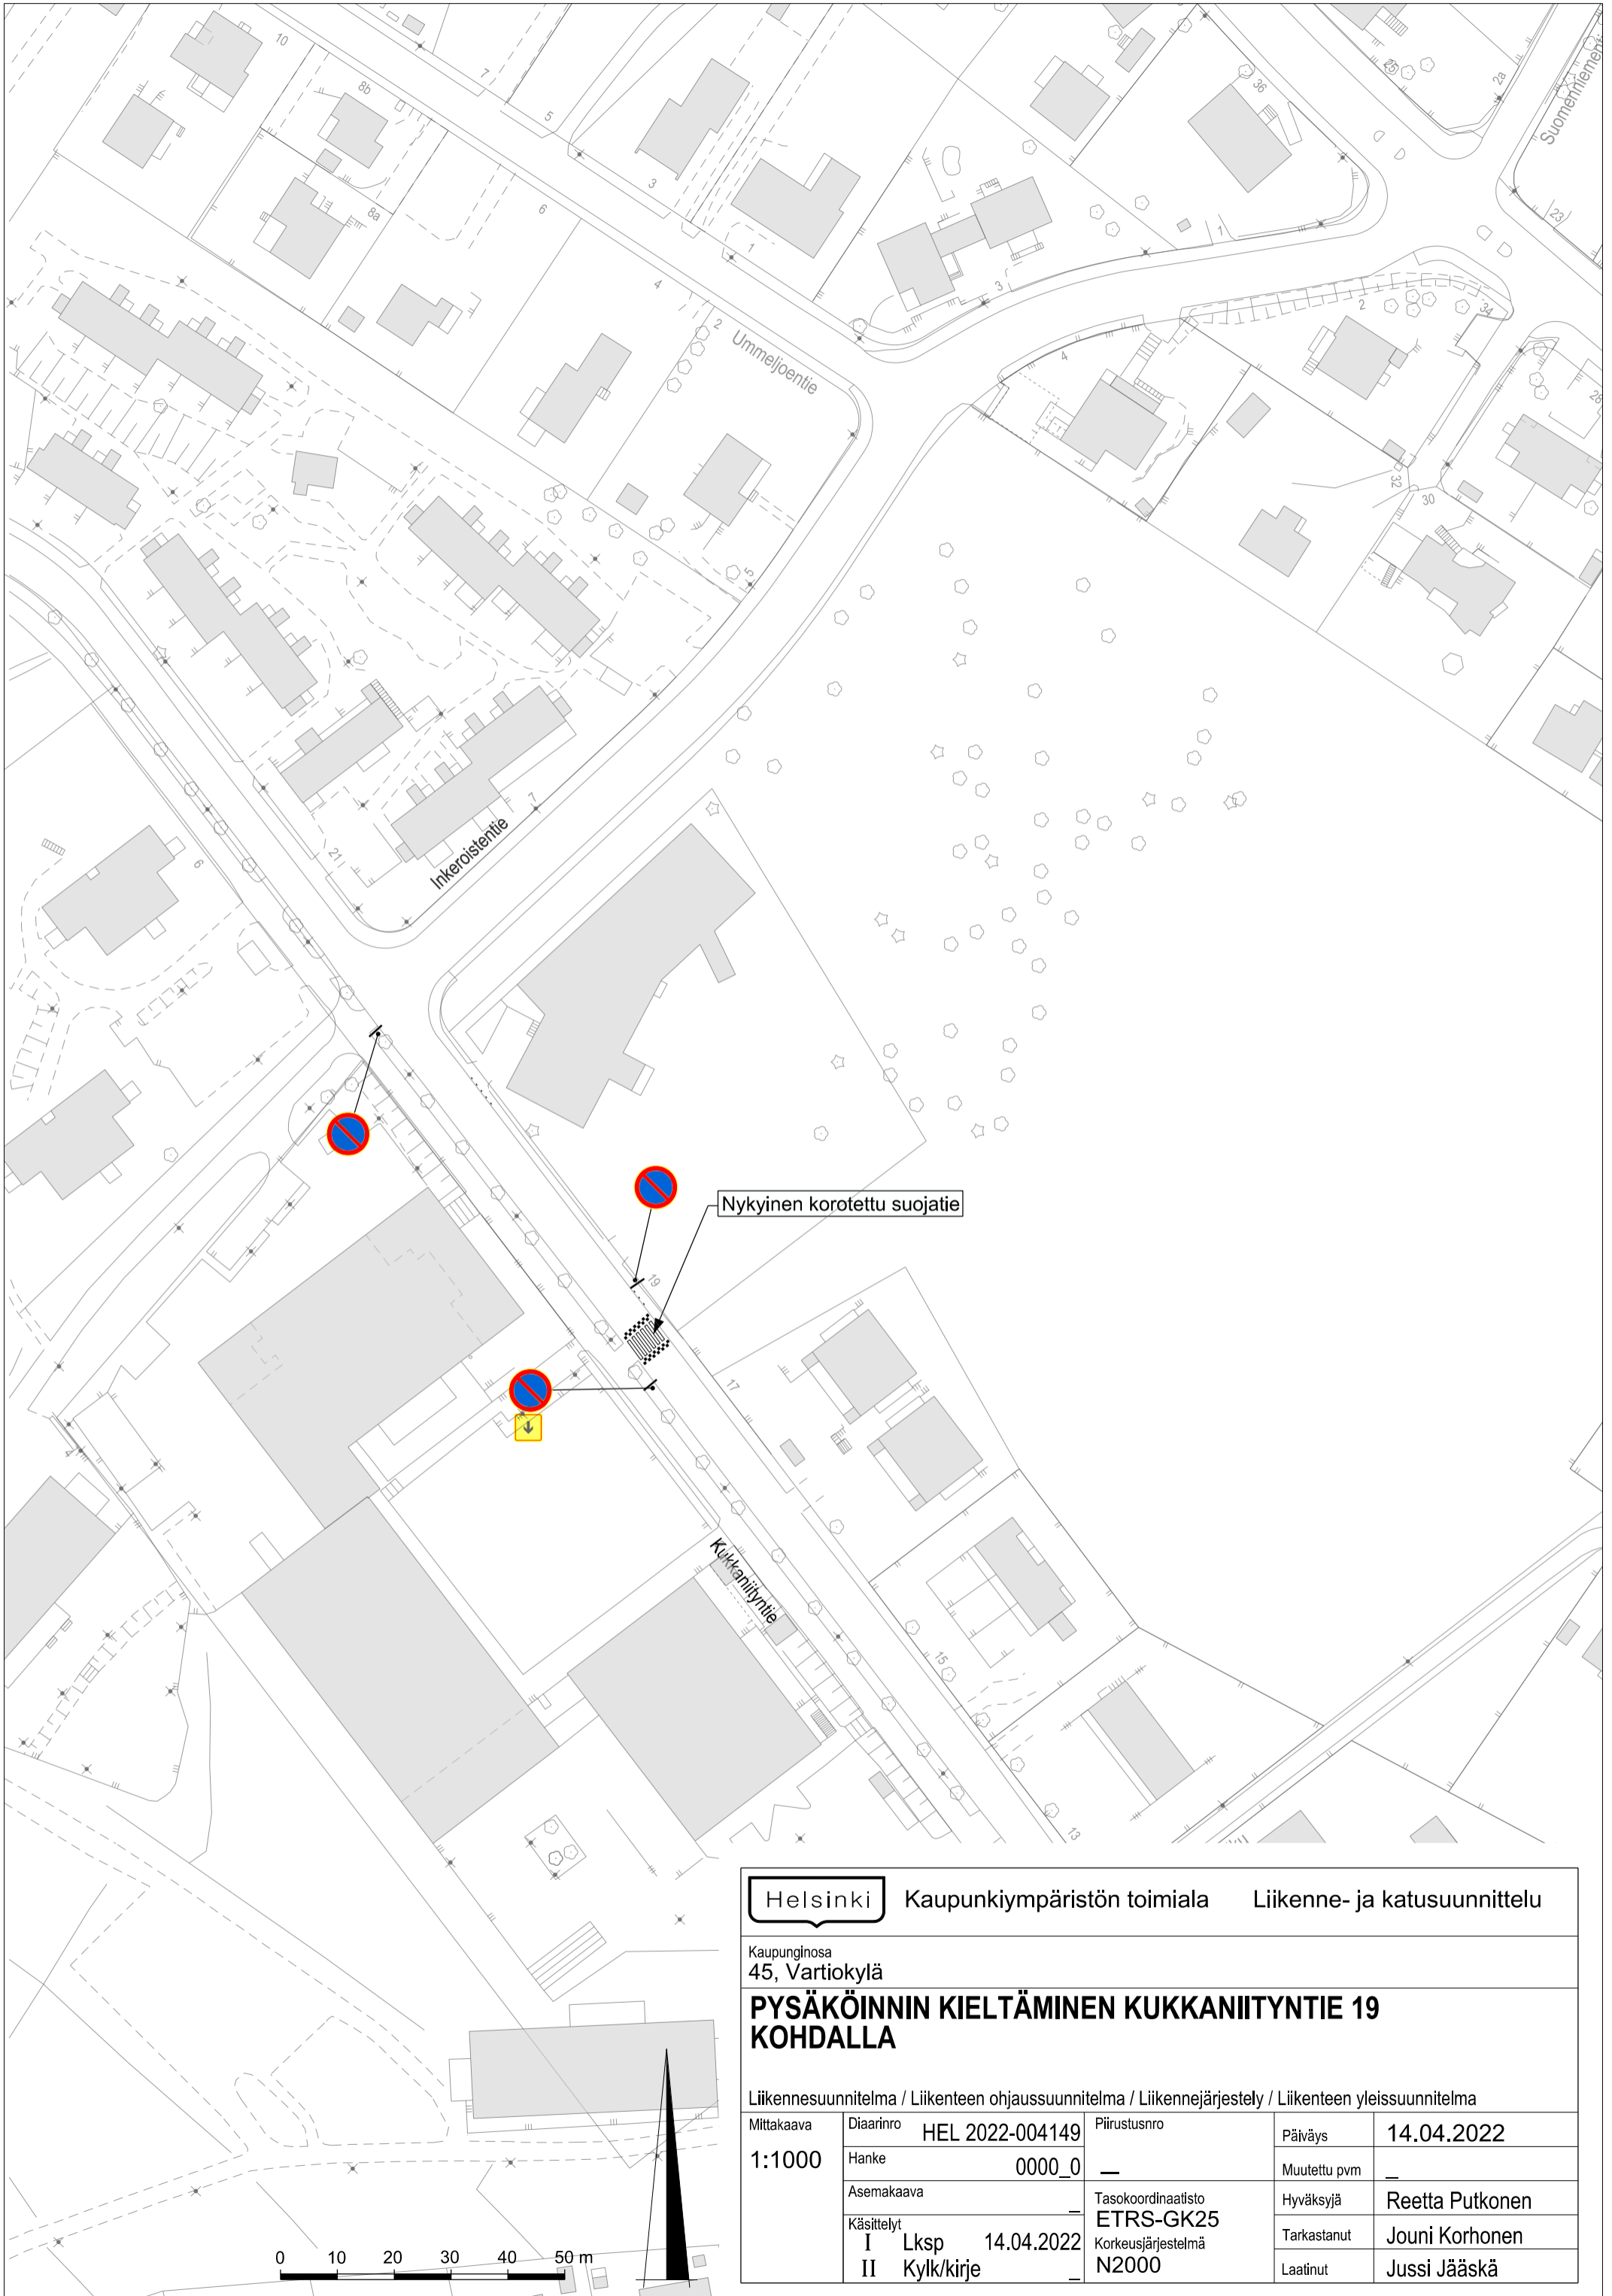 10
7
8b
5
3
8a
6
1
4
2
Ummeljoentie
36
25
2a
23
1
3
2
34
4
28
32
30
5
7
Inkeroistentie
21
6
Nykyinen korotettu suojatie
19
17
4
Kukkaniityntie
15
13
Helsinki Kaupunkiympäristön toimiala Liikenne- ja katusuunnittelu
Kaupunginosa
45, Vartiokylä
PYSÄKÖINNIN KIELTÄMINEN KUKKANIITYNTIE 19
KOHDALLA
Liikennesuunnitelma / Liikenteen ohjaussuunnitelma / Liikennejärjestely / Liikenteen yleissuunnitelma
Mittakaava
1:1000
Diaarinro HEL 2022-004149
Hanke 0000_0
Asemakaava _
Käsittelyt
I Lksp 14.04.2022
II Kylk/kirje _
Piirustusnro
_
Tasokoordinaatisto
ETRS-GK25
Korkeusjärjestelmä
N2000
Päiväys 14.04.2022
Muutettu pvm _
Hyväksyjä Reetta Putkonen
Tarkastanut Jouni Korhonen
Laatinut Jussi Jääskä
0 10 20 30 40 50 m